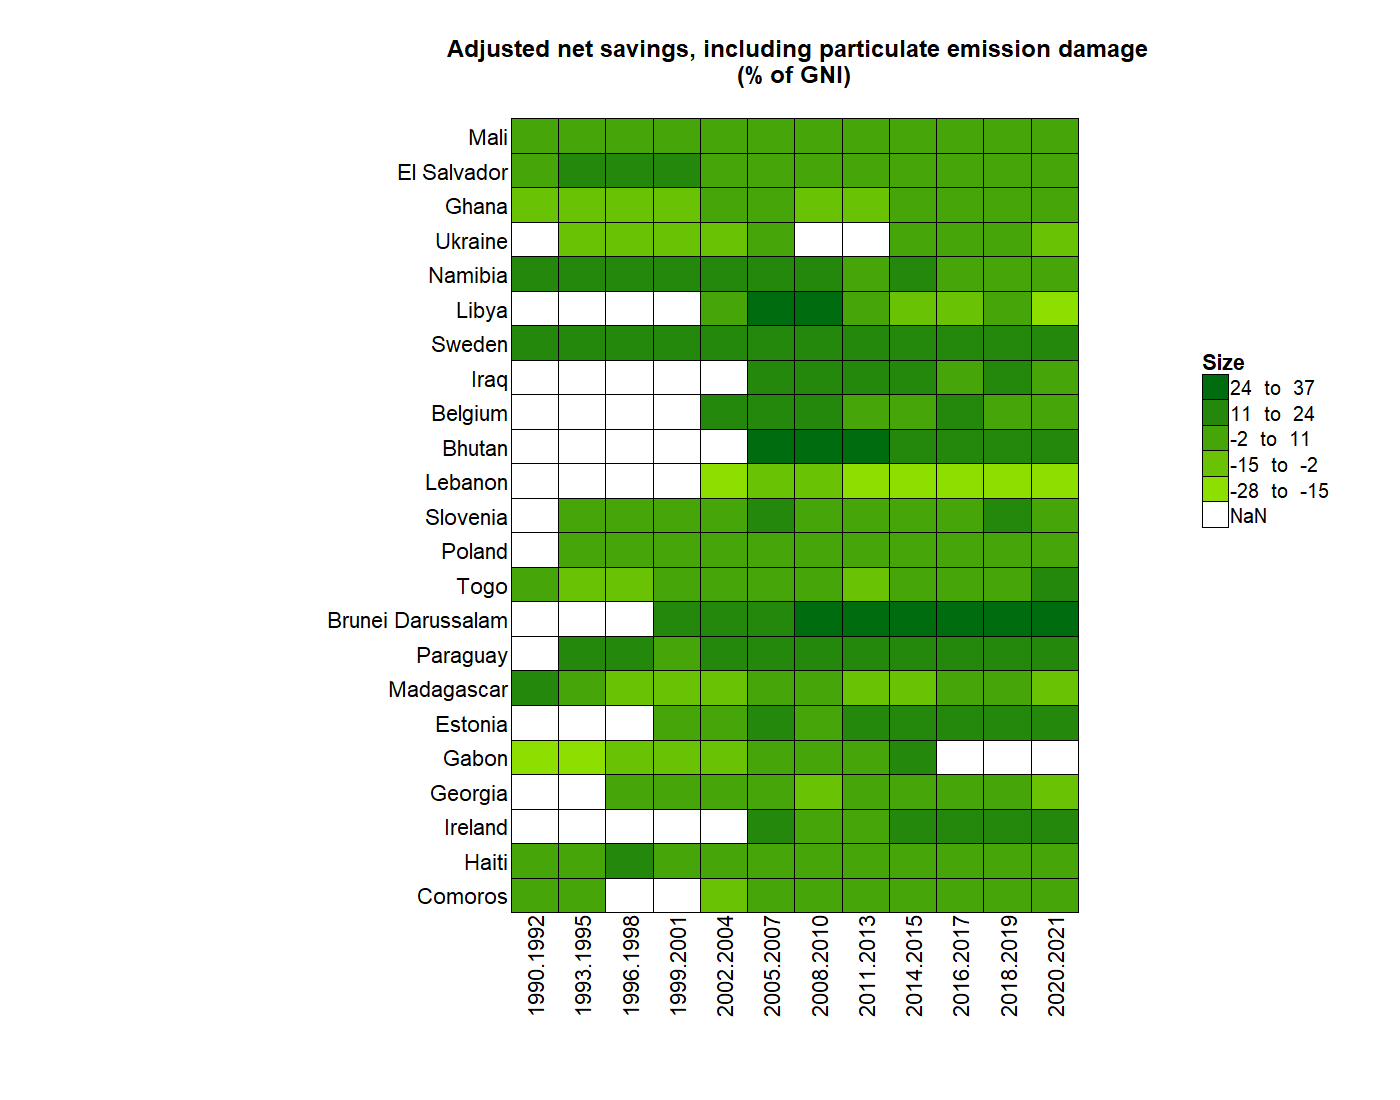 Adjusted net savings, including particulate emission damage
(% of GNI)
Mali
El Salvador
Ghana
Ukraine
Namibia
Libya
Sweden
Iraq
Belgium
Bhutan
Lebanon
Slovenia
Poland
Togo
Brunei Darussalam
Paraguay
Madagascar
Estonia
Gabon
Georgia
Ireland
Haiti
Comoros
1990.1992
1993.1995
1996.1998
1999.2001
2002.2004
2005.2007
2008.2010
2011.2013
2014.2015
2016.2017
2018.2019
2020.2021
Size
24 to 37
11 to 24
-2 to 11
-15 to -2
-28 to -15
NaN